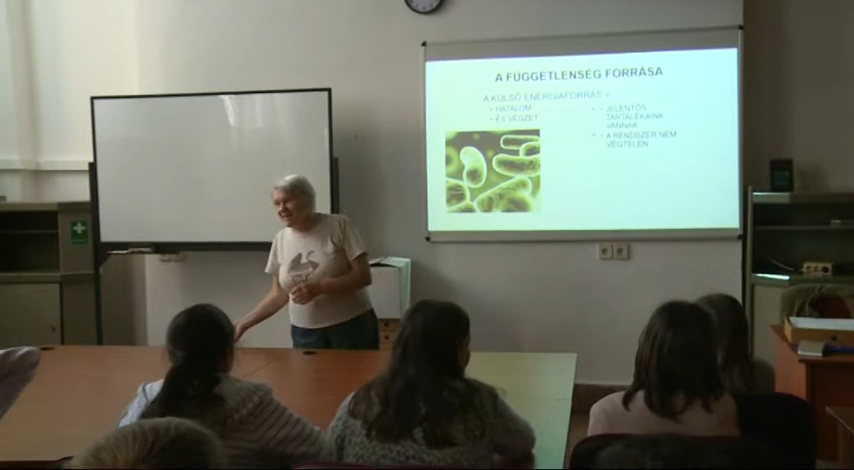 A FÜGGETLENSÉG FORRÁSA
A KÜLSŐ ENERGIAFORRÁS =
• HATALOM
• ÉS VÉGZET
• - JELENTŐS
TARTALÉKAINK
VANNAK
• - A RENDSZER NEM
VÉGTELEN